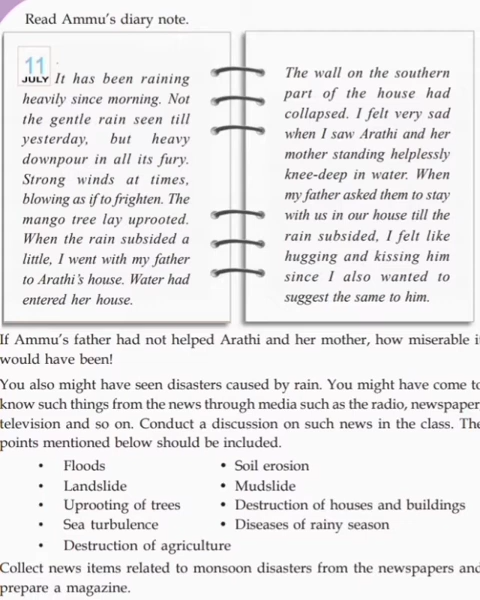 Read Ammu's diary note.
11
JULY It has been raining
heavily since morning. Not
the gentle rain seen till
yesterday, but heavy
downpour in all its fury.
Strong winds at times,
blowing as if to frighten. The
mango tree lay uprooted.
When the rain subsided a
little, I went with my father
to Arathi's house. Water had
entered her house.
The wall on the southern
part of the house had
collapsed. I felt very sad
when I saw Arathi and her
mother standing helplessly
knee-deep in water. When
my father asked them to stay
with us in our house till the
rain subsided, I felt like
hugging and kissing him
since I also wanted to
suggest the same to him.
If Ammu's father had not helped Arathi and her mother, how miserable it
would have been!
You also might have seen disasters caused by rain. You might have come to
know such things from the news through media such as the radio, newspaper
television and so on. Conduct a discussion on such news in the class. The
points mentioned below should be included.
• Floods
• Landslide
• Uprooting of trees
• Sea turbulence
• Destruction of agriculture
• Soil erosion
• Mudslide
• Destruction of houses and buildings
• Diseases of rainy season
Collect news items related to monsoon disasters from the newspapers and
prepare a magazine.